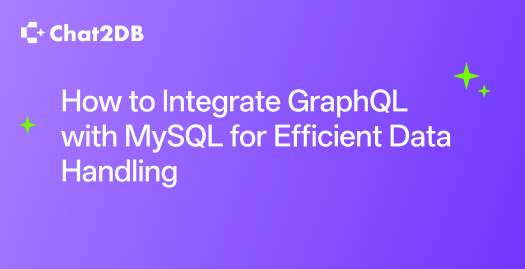 Chat2DB
How to Integrate GraphQL
with MySQL for Efficient Data
Handling